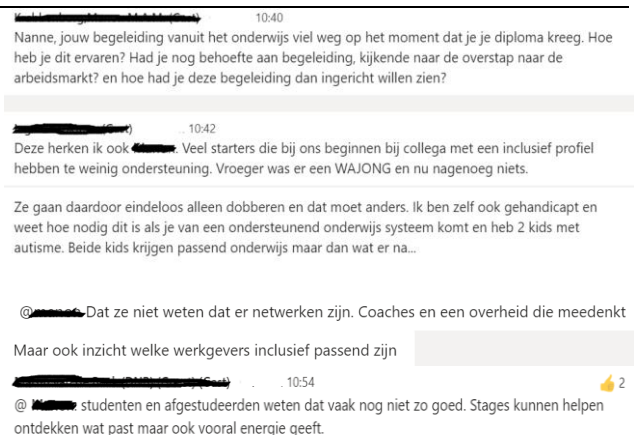 10:40
Nanne, jouw begeleiding vanuit het onderwijs viel weg op het moment dat je je diploma kreeg. Hoe
heb je dit ervaren? Had je nog behoefte aan begeleiding, kijkende naar de overstap naar de
arbeidsmarkt? en hoe had je deze begeleiding dan ingericht willen zien?
10:42
Deze herken ik ook. Veel starters die bij ons beginnen bij collega met een inclusief profiel
hebben te weinig ondersteuning. Vroeger was er een WAJONG en nu nagenoeg niets.
Ze gaan daardoor eindeloos alleen dobberen en dat moet anders. Ik ben zelf ook gehandicapt en
weet hoe nodig dit is als je van een ondersteunend onderwijs systeem komt en heb 2 kids met
autisme. Beide kids krijgen passend onderwijs maar dan wat er na...
@ Dat ze niet weten dat er netwerken zijn. Coaches en een overheid die meedenkt
Maar ook inzicht welke werkgevers inclusief passend zijn
10:54 👍 2
@ studenten en afgestudeerden weten dat vaak nog niet zo goed. Stages kunnen helpen
ontdekken wat past maar ook vooral energie geeft.